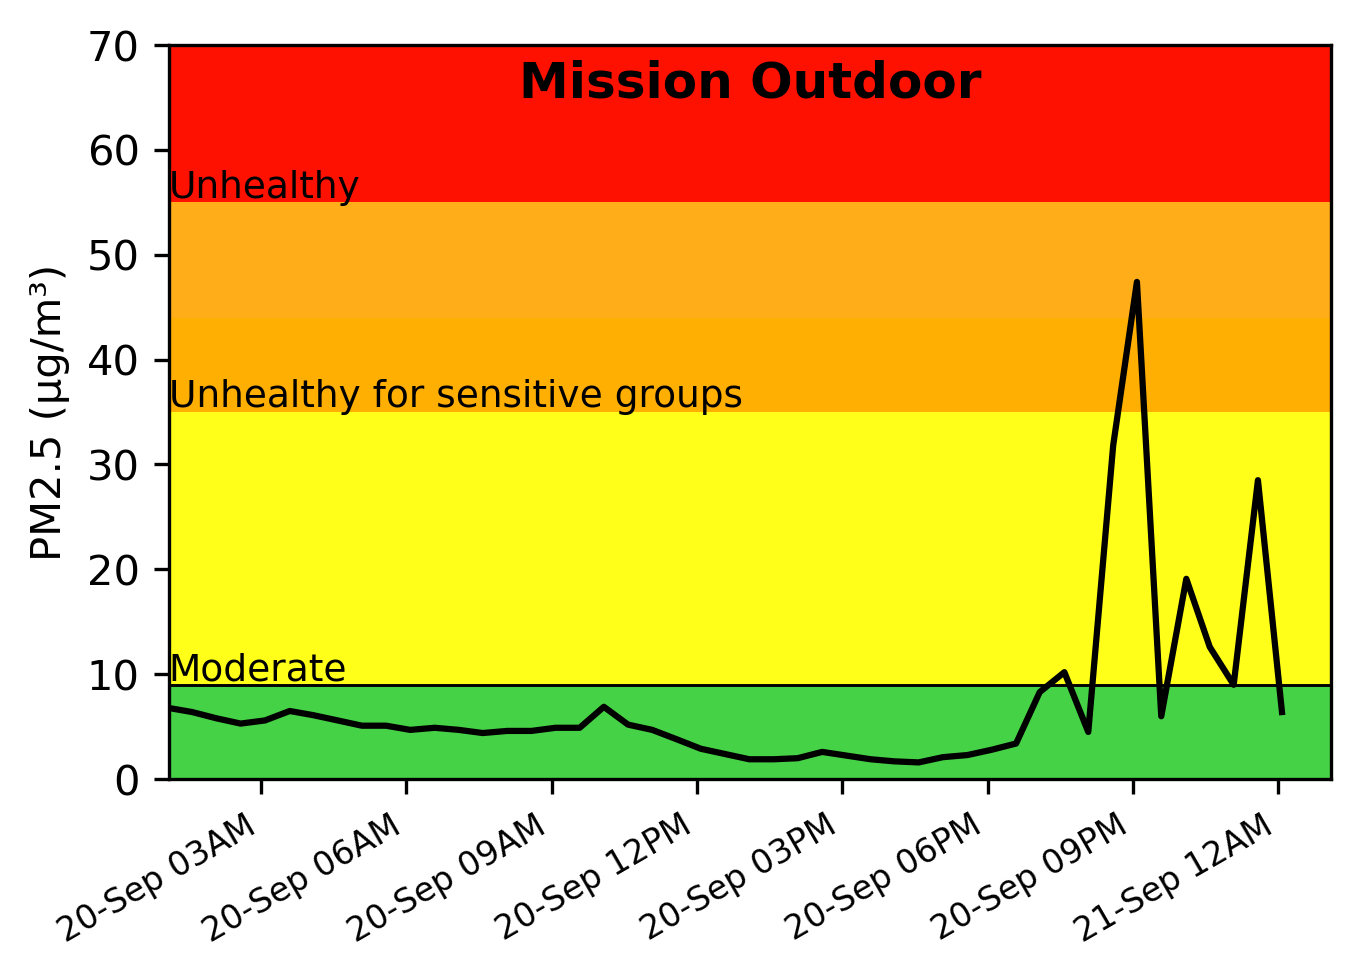 Mission Outdoor
PM2.5 (µg/m³)
70
60
50
40
30
20
10
0
Unhealthy
Unhealthy for sensitive groups
Moderate
20-Sep 03AM
20-Sep 06AM
20-Sep 09AM
20-Sep 12PM
20-Sep 03PM
20-Sep 06PM
20-Sep 09PM
21-Sep 12AM